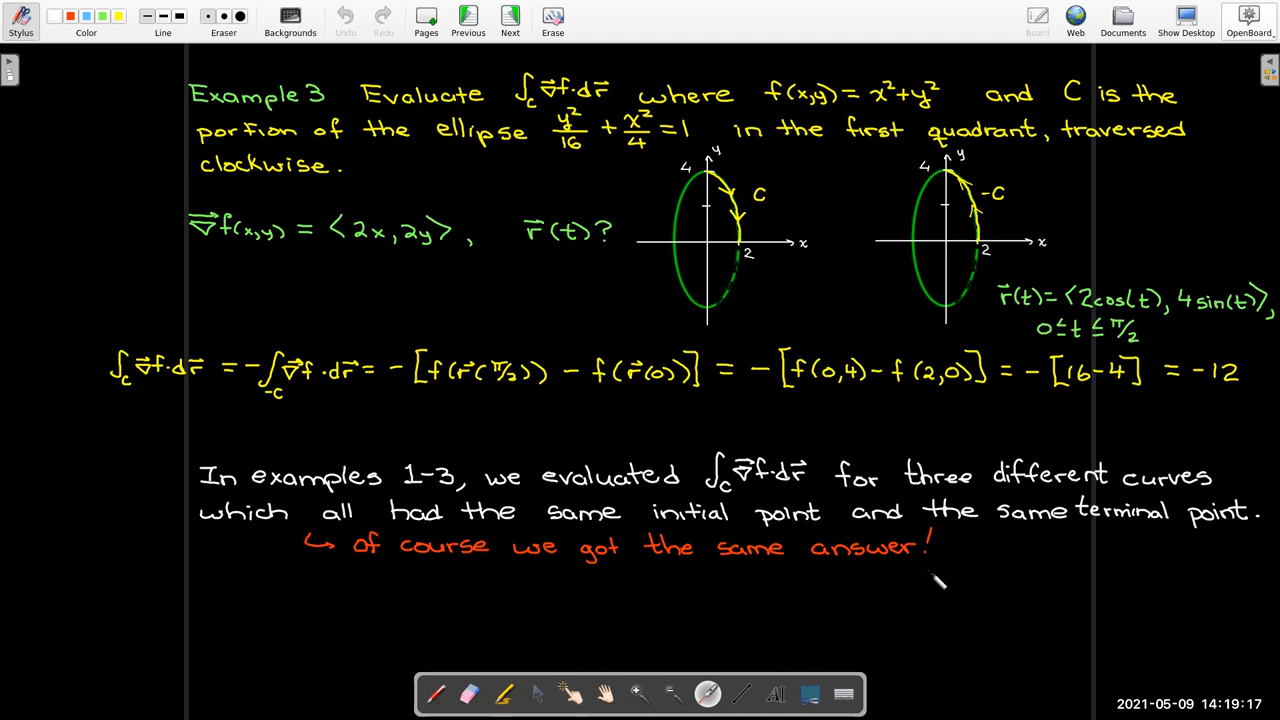 Stylus Color Line Eraser Backgrounds Undo Redo Pages Previous Next Erase Board Web Documents Show Desktop OpenBoard
Example 3 Evaluate ∫_C ∇⃗f·dr⃗ where f(x,y) = x²+y² and C is the
portion of the ellipse y²/16 + x²/4 = 1 in the first quadrant, traversed
clockwise.
4 y C x 2
4 y -C x 2
∇⃗f(x,y) = ⟨2x, 2y⟩, r⃗(t)?
r⃗(t) = ⟨2cos(t), 4sin(t)⟩,
0 ≤ t ≤ π/2
∫_C ∇⃗f·dr⃗ = -∫_-C ∇⃗f·dr⃗ = -[f(r⃗(π/2)) - f(r⃗(0))] = -[f(0,4) - f(2,0)] = -[16-4] = -12
In examples 1-3, we evaluated ∫_C ∇⃗f·dr⃗ for three different curves
which all had the same initial point and the same terminal point.
↳ of course we got the same answer!
AI
2021-05-09 14:19:17